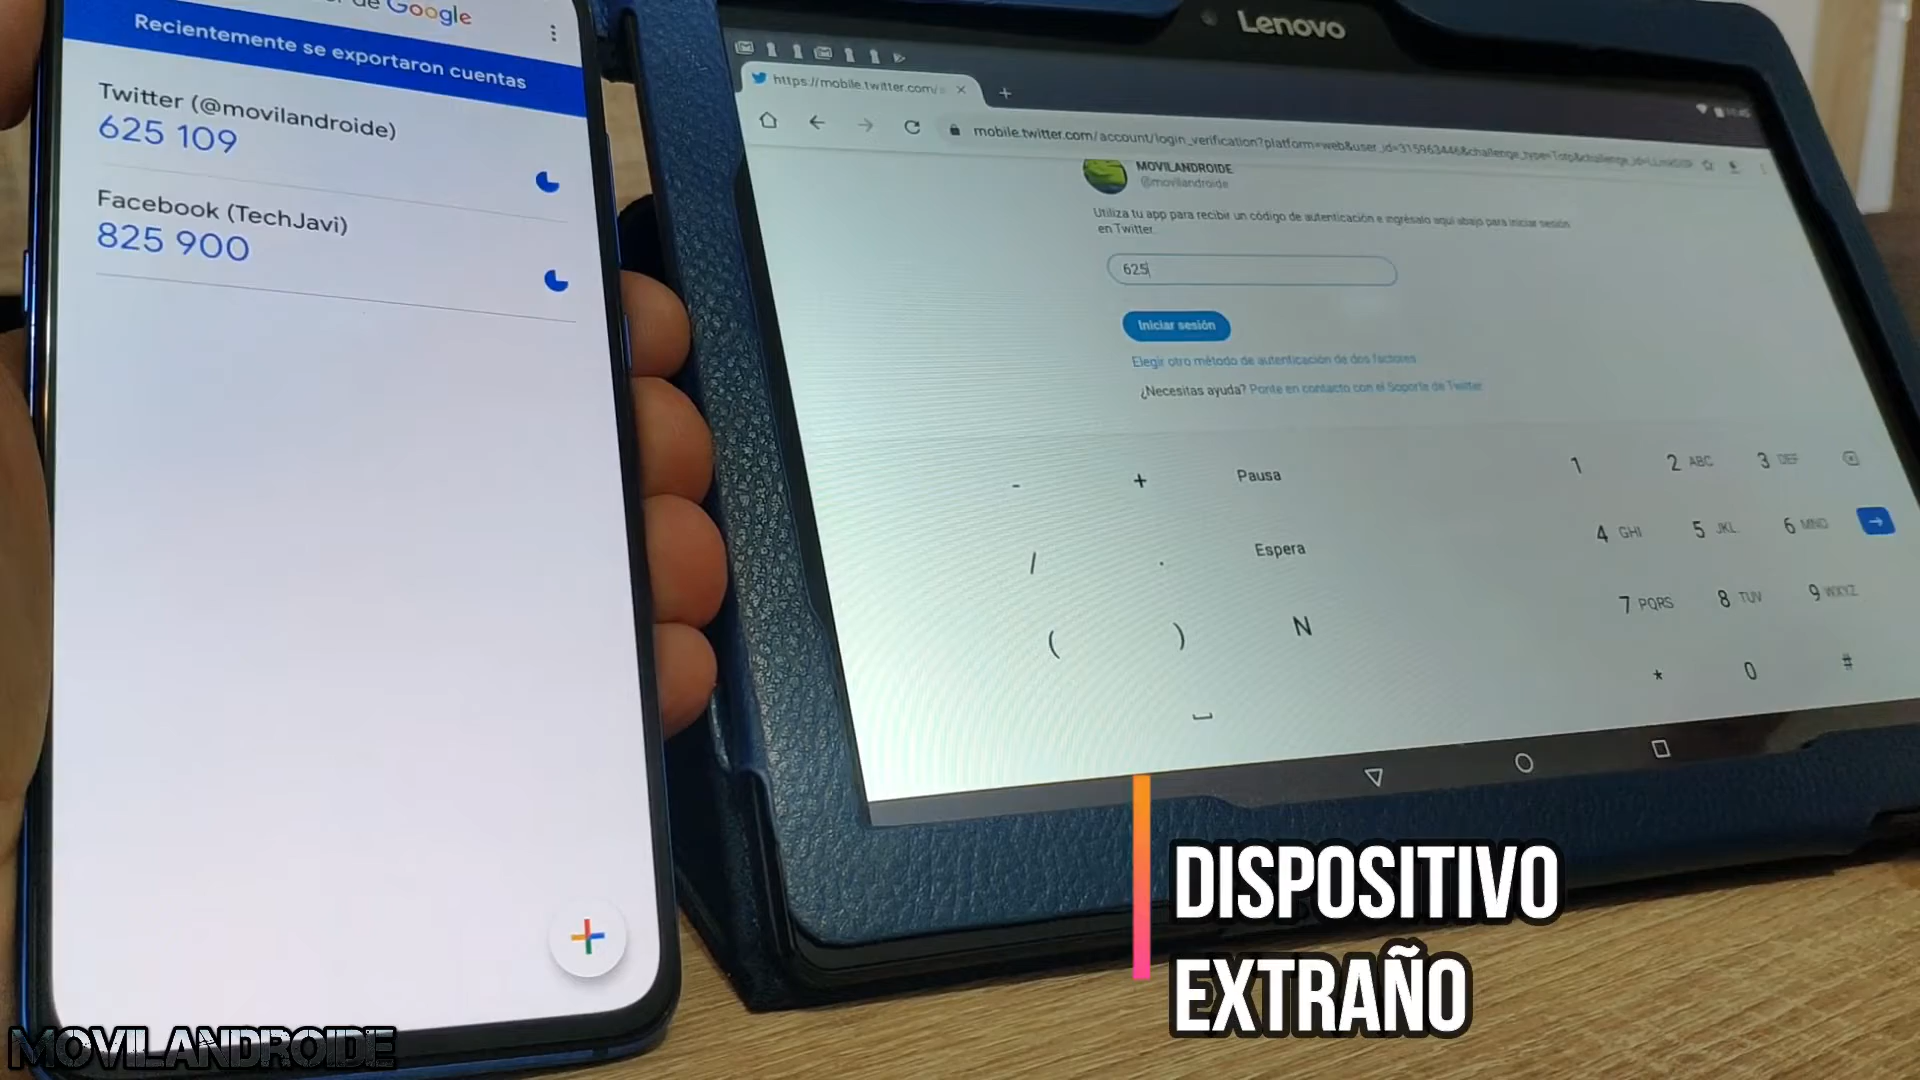 de Google
Recientemente se exportaron cuentas
Twitter (@movilandroide)
625 109
Facebook (TechJavi)
825 900
Lenovo
https://mobile.twitter.com/
mobile.twitter.com/account/login_verification?platform=web&user_id=315963446&challenge_type=Totp&challenge_id=
MOVILANDROIDE
@movilandroide
Utiliza tu app para recibir un código de autenticación e ingrésalo aquí abajo para iniciar sesión
en Twitter.
625
Iniciar sesión
Elegir otro método de autenticación de dos factores
¿Necesitas ayuda? Ponte en contacto con el Soporte de Twitter
- + Pausa 1 2 ABC 3 DEF
/ . Espera 4 GHI 5 JKL 6 MNO
( ) N 7 PQRS 8 TUV 9 WXYZ
* 0 #
DISPOSITIVO
EXTRAÑO
MOVILANDROIDE